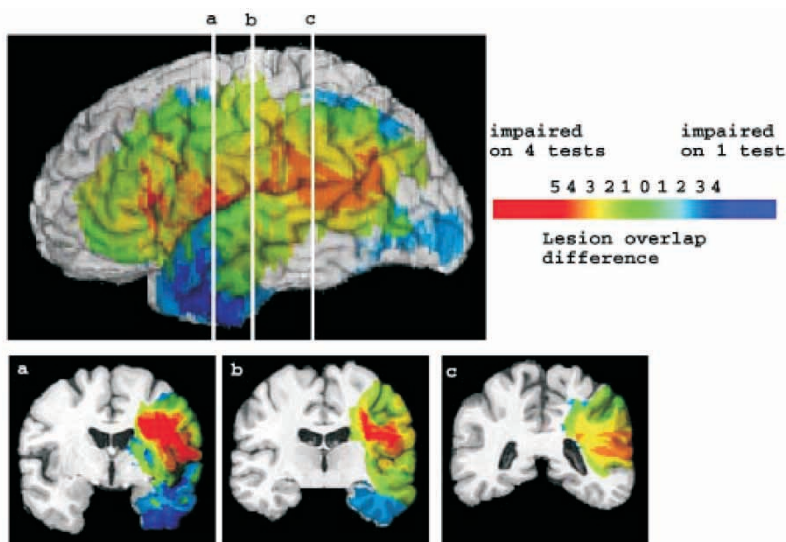 a b c
impaired on 4 tests
impaired on 1 test
5 4 3 2 1 0 1 2 3 4
Lesion overlap
difference
a
b
c